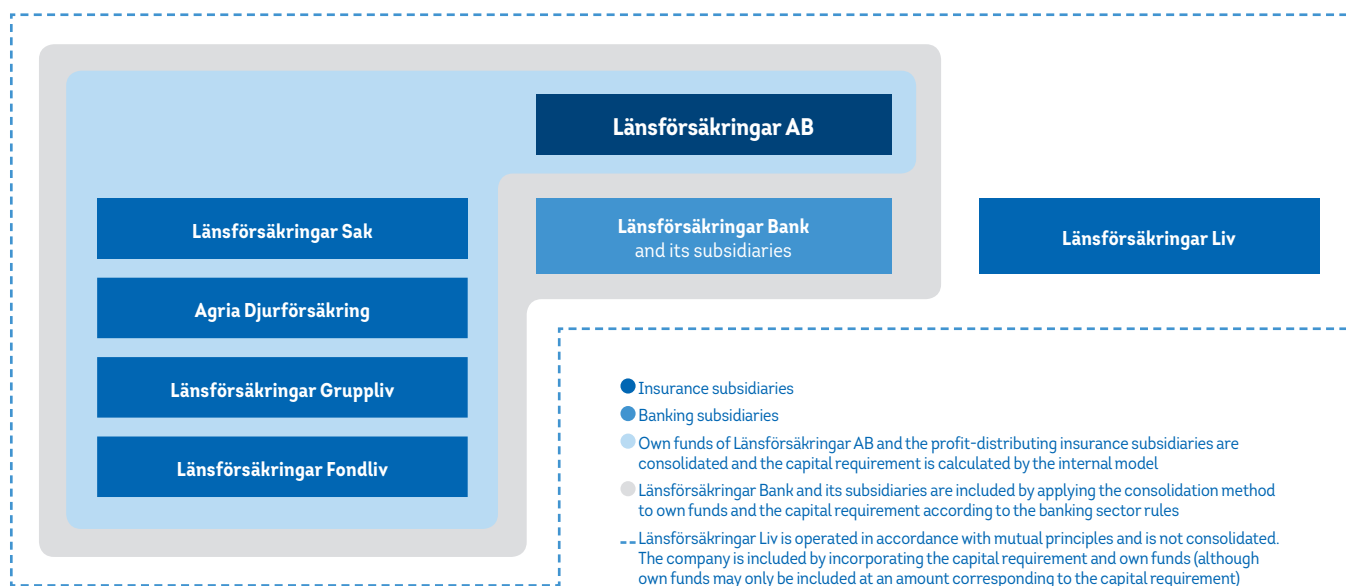 Länsförsäkringar AB
Länsförsäkringar Sak
Länsförsäkringar Bank
and its subsidiaries
Länsförsäkringar Liv
Agria Djurförsäkring
Länsförsäkringar Gruppliv
Länsförsäkringar Fondliv
Insurance subsidiaries
Banking subsidiaries
Own funds of Länsförsäkringar AB and the profit-distributing insurance subsidiaries are
consolidated and the capital requirement is calculated by the internal model
Länsförsäkringar Bank and its subsidiaries are included by applying the consolidation method
to own funds and the capital requirement according to the banking sector rules
Länsförsäkringar Liv is operated in accordance with mutual principles and is not consolidated.
The company is included by incorporating the capital requirement and own funds (although
own funds may only be included at an amount corresponding to the capital requirement)